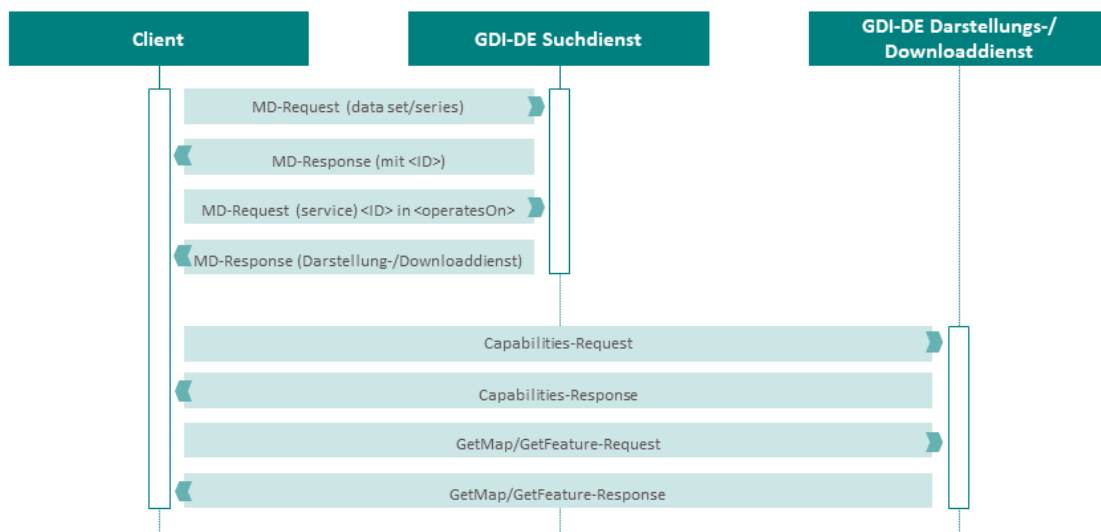 Client
GDI-DE Suchdienst
GDI-DE Darstellungs-/
Downloaddienst
MD-Request (data set/series)
MD-Response (mit <ID>)
MD-Request (service) <ID> in <operatesOn>
MD-Response (Darstellung-/Downloaddienst)
Capabilities-Request
Capabilities-Response
GetMap/GetFeature-Request
GetMap/GetFeature-Response